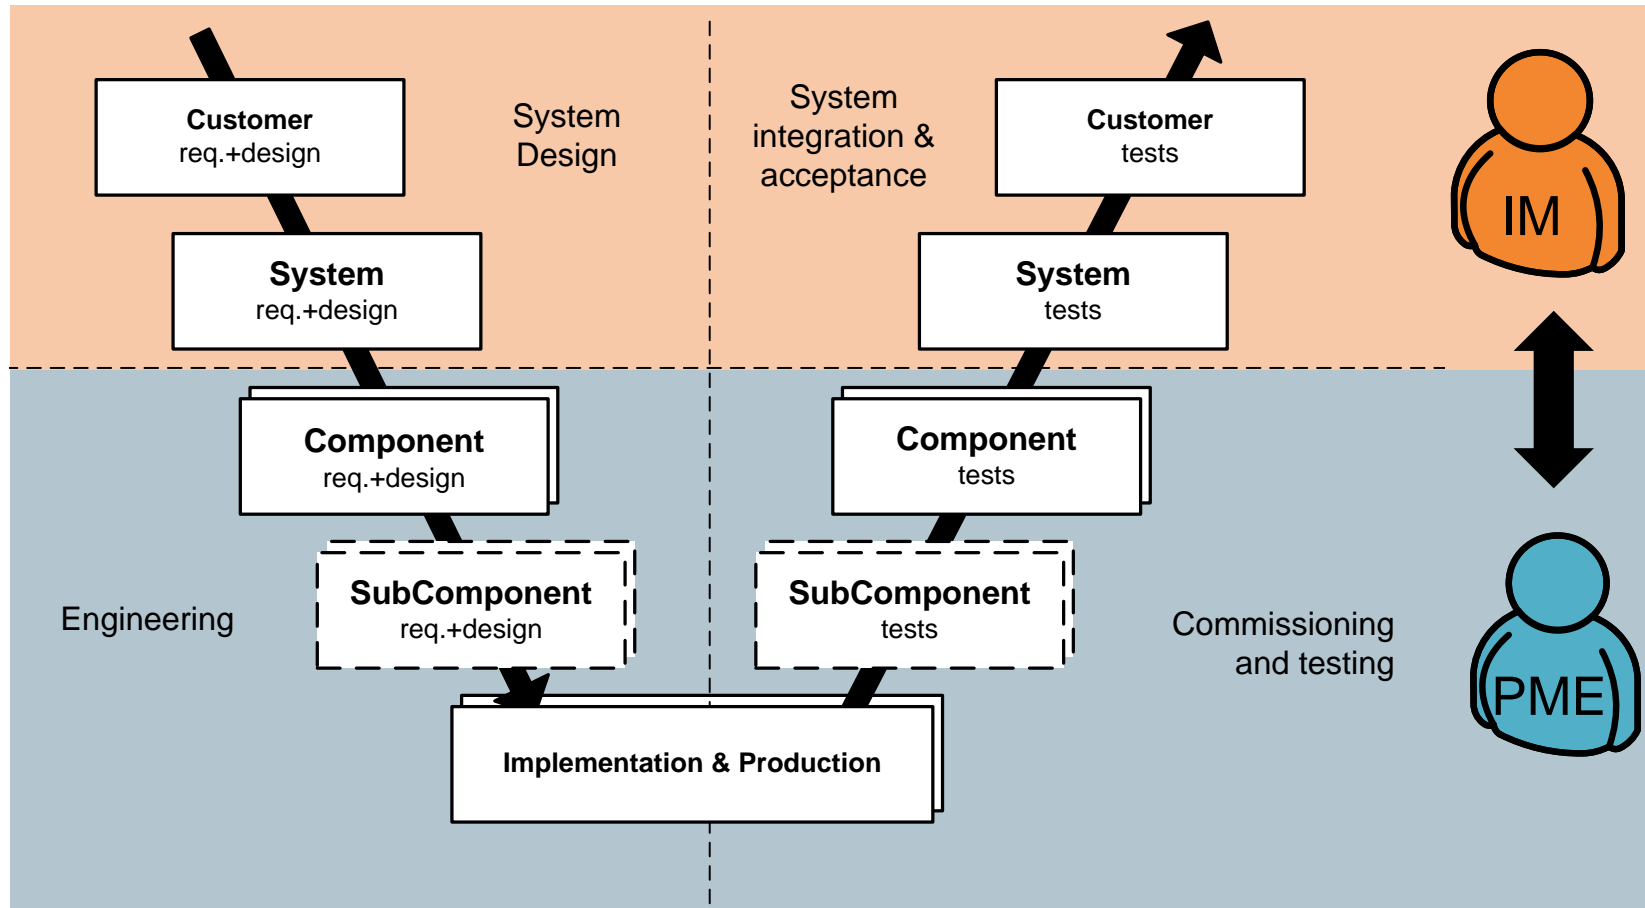 Customer
req.+design
System
Design
System
integration &
acceptance
Customer
tests
IM
System
req.+design
System
tests
Component
req.+design
Component
tests
Engineering
SubComponent
req.+design
SubComponent
tests
Commissioning
and testing
PME
Implementation & Production